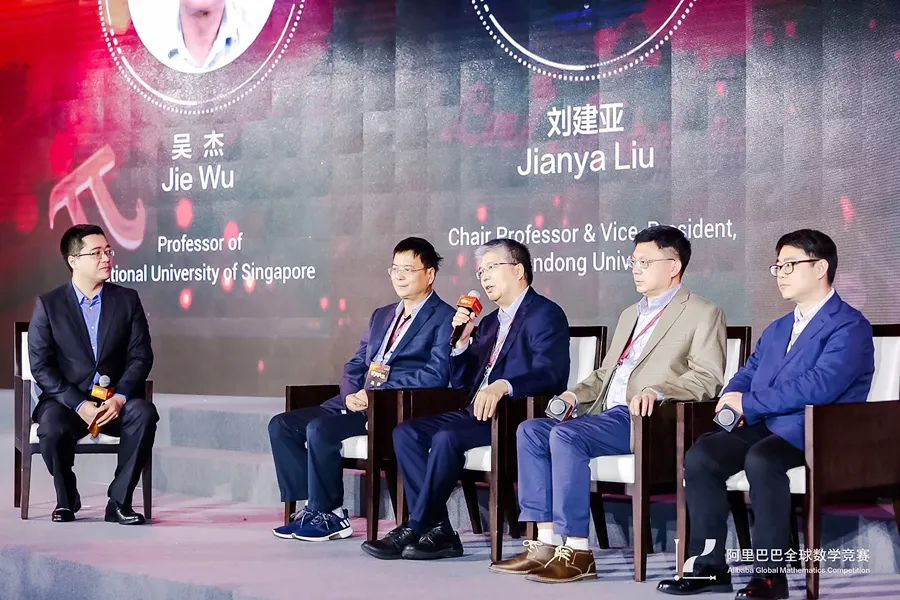 吴杰
Jie Wu
Professor of
tional University of Singapore
刘建亚
Jianya Liu
Chair Professor & Vice President,
ndong Univ
π
阿里巴巴全球数学竞赛
Alibaba Global Mathematics Competition